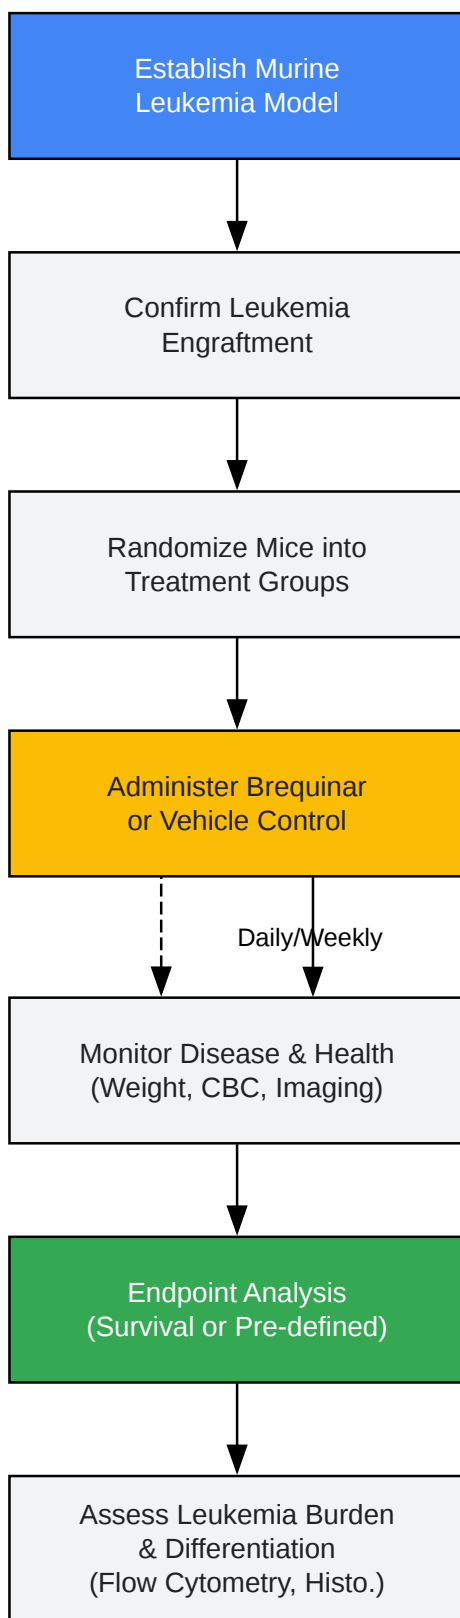 Establish Murine
Leukemia Model
Confirm Leukemia
Engraftment
Randomize Mice into
Treatment Groups
Administer Brequinar
or Vehicle Control
Daily/Weekly
Monitor Disease & Health
(Weight, CBC, Imaging)
Endpoint Analysis
(Survival or Pre-defined)
Assess Leukemia Burden
& Differentiation
(Flow Cytometry, Histo.)